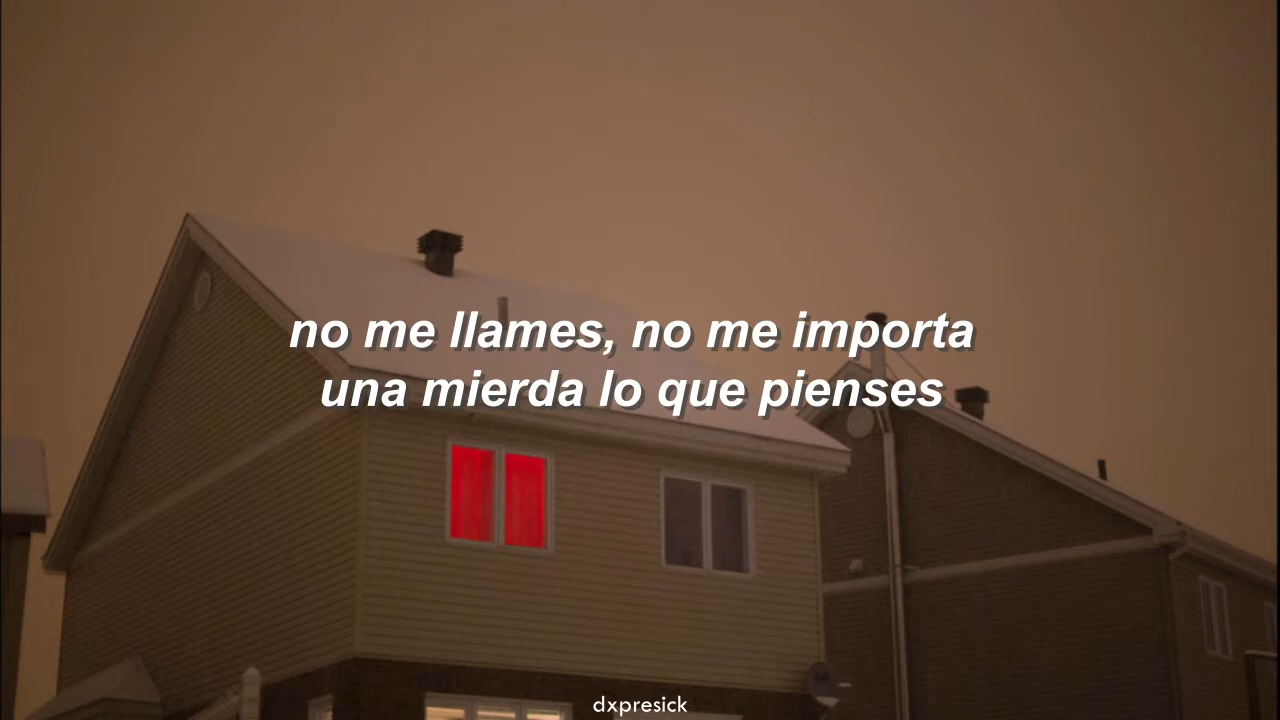 no me llames, no me importa
una mierda lo que pienses
dxpresick